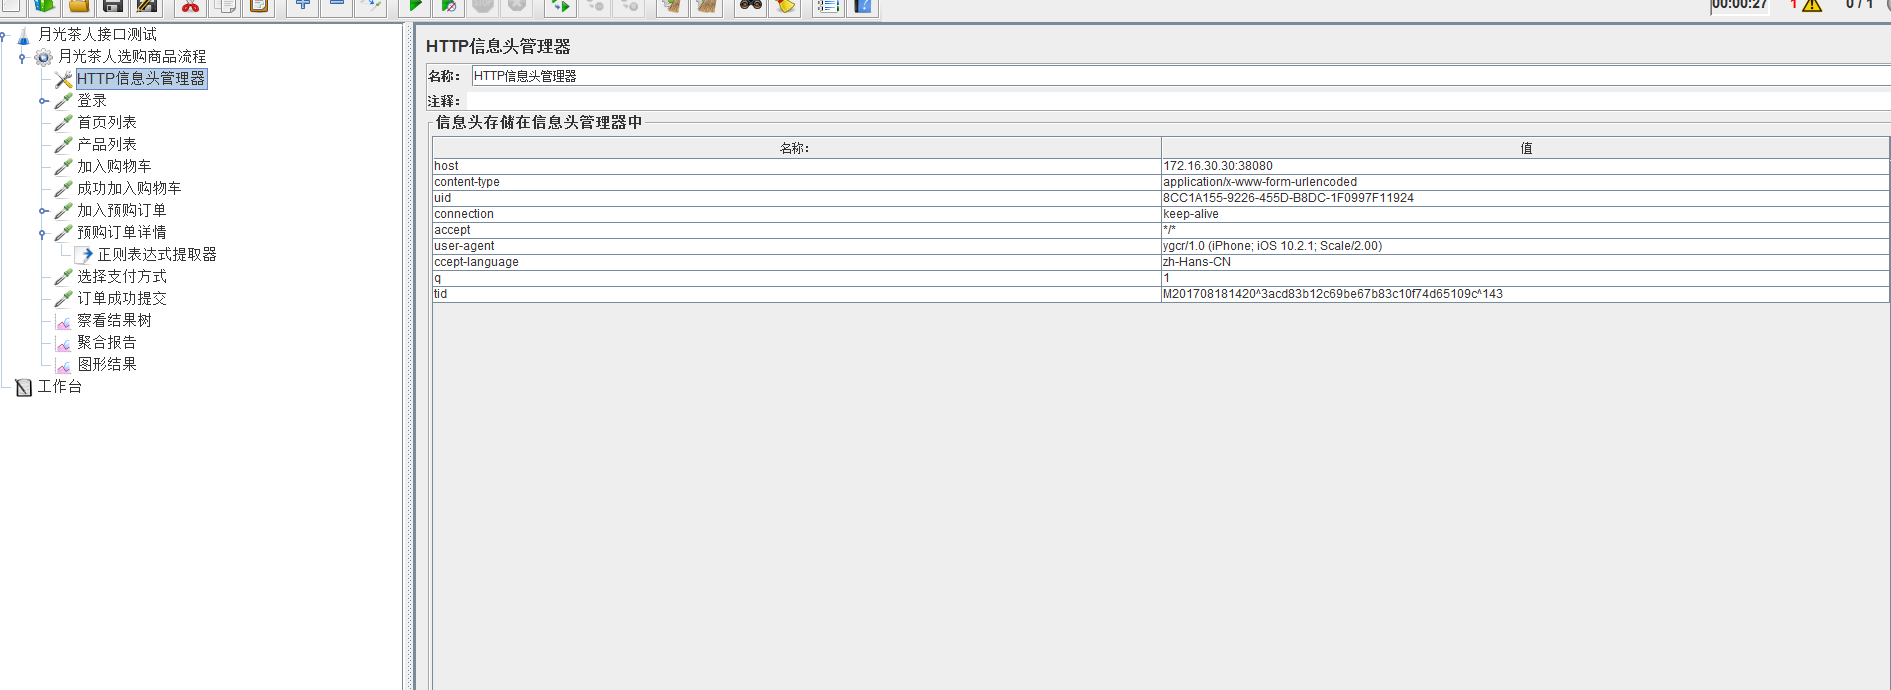 00:00:27 1 0 / 1
月光茶人接口测试
月光茶人选购商品流程
HTTP信息头管理器
登录
首页列表
产品列表
加入购物车
成功加入购物车
加入预购订单
预购订单详情
正则表达式提取器
选择支付方式
订单成功提交
察看结果树
聚合报告
图形结果
工作台
HTTP信息头管理器
名称： HTTP信息头管理器
注释：
信息头存储在信息头管理器中
名称： 值
host 172.16.30.30:38080
content-type application/x-www-form-urlencoded
uid 8CC1A155-9226-455D-B8DC-1F0997F11924
connection keep-alive
accept */*
user-agent ygcr/1.0 (iPhone; iOS 10.2.1; Scale/2.00)
ccept-language zh-Hans-CN
q 1
tid M201708181420^3acd83b12c69be67b83c10f74d65109c^143